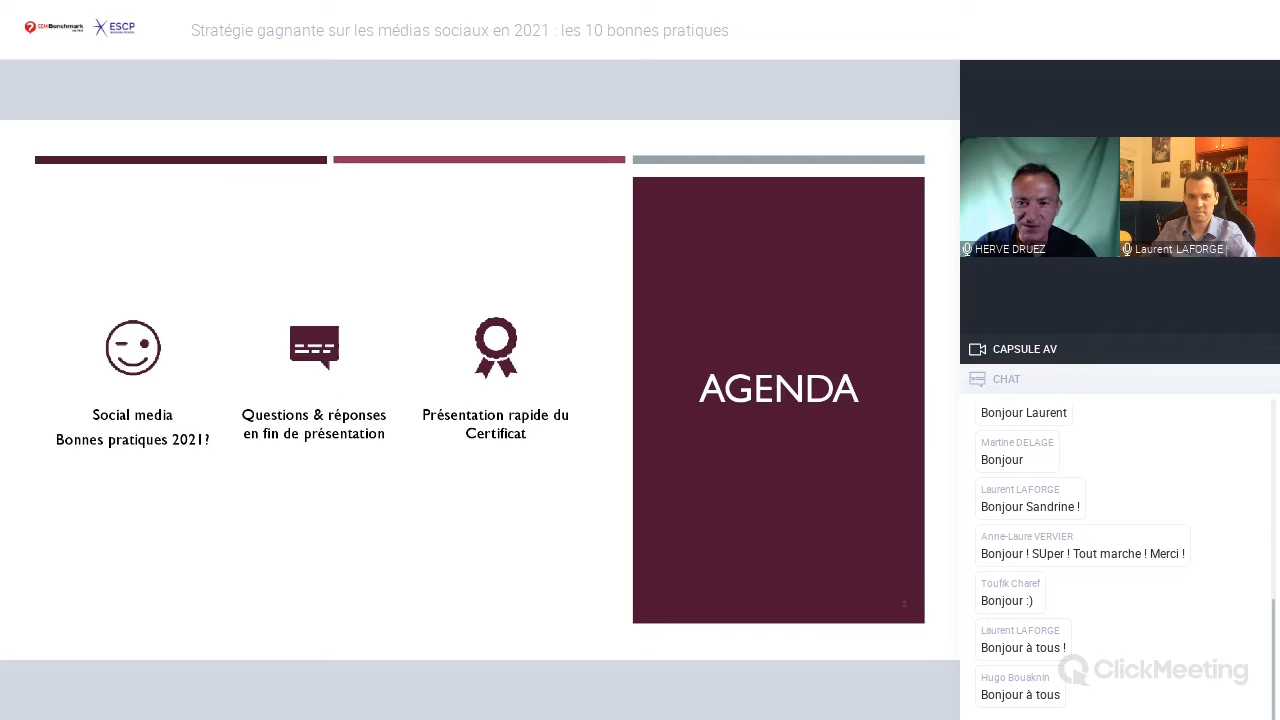 CCMBenchmark
ESCP
BUSINESS SCHOOL
Stratégie gagnante sur les médias sociaux en 2021 : les 10 bonnes pratiques
Social media
Bonnes pratiques 2021?
Questions & réponses
en fin de présentation
Présentation rapide du
Certificat
AGENDA
HERVE DRUEZ
Laurent LAFORGE
CAPSULE AV
CHAT
Bonjour Laurent
Martine DELAGE
Bonjour
Laurent LAFORGE
Bonjour Sandrine !
Anne-Laure VERVIER
Bonjour ! SUper ! Tout marche ! Merci !
Toufik Charef
Bonjour :)
Laurent LAFORGE
Bonjour à tous !
Hugo Bouaknin
Bonjour à tous
ClickMeeting